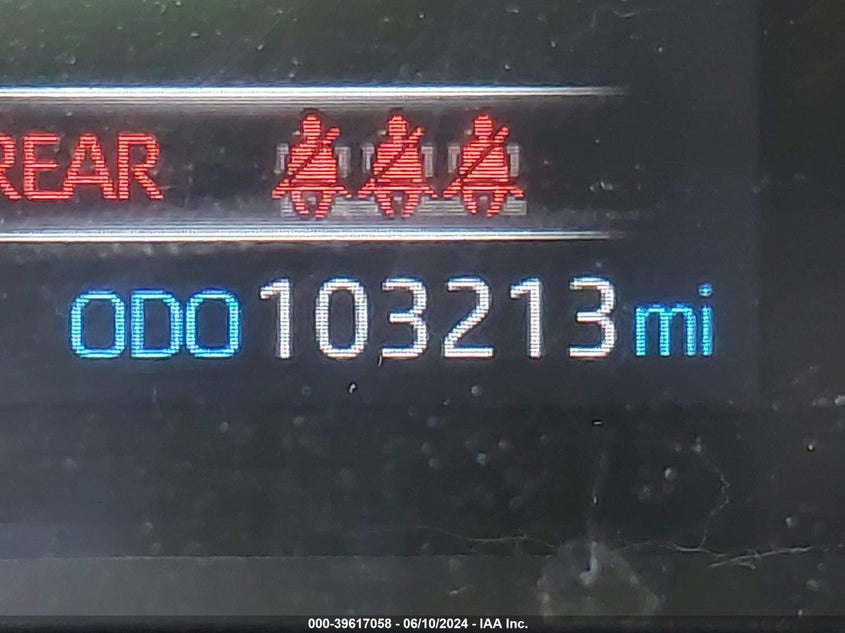 REAR
ODO 103213 mi
000-39617058 - 06/10/2024 - IAA Inc.